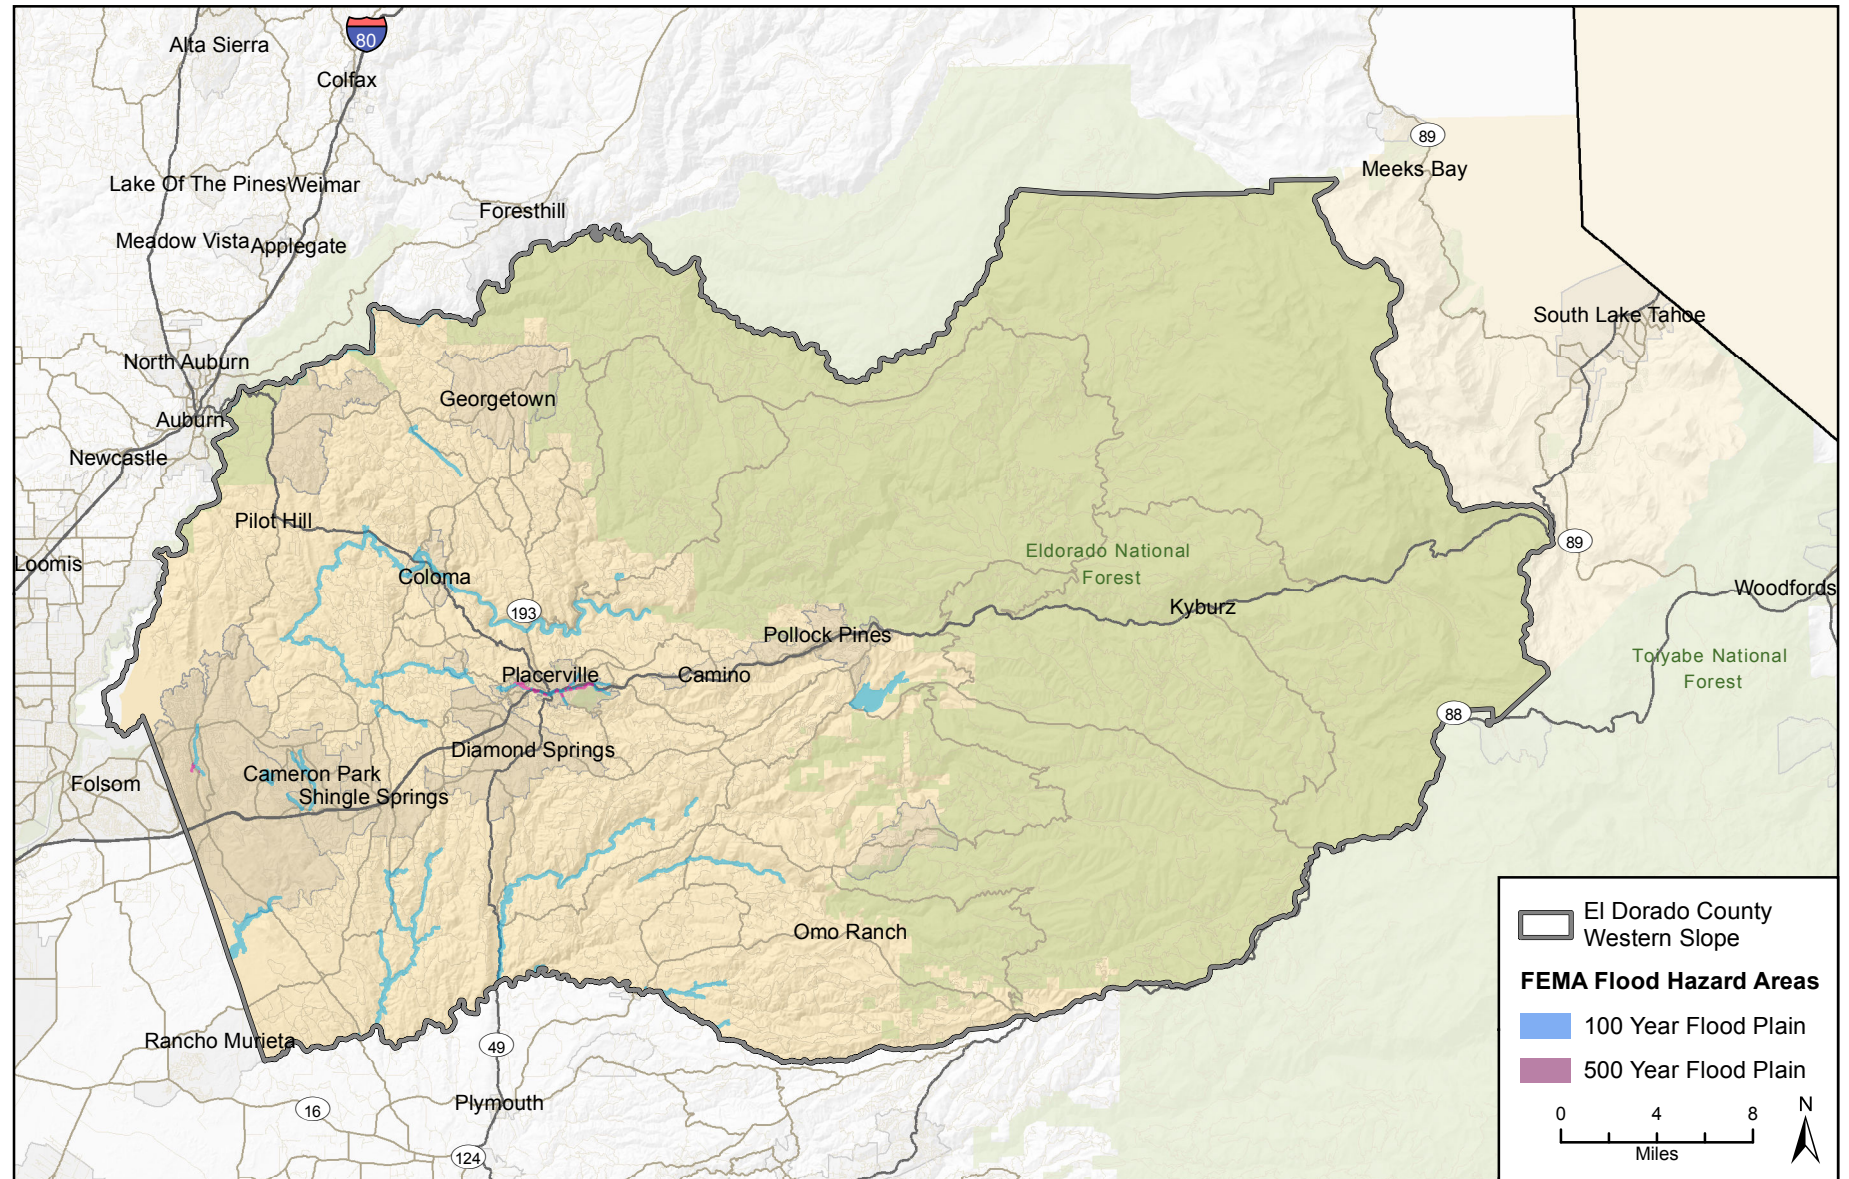 Alta Sierra
80
Colfax
89
Meeks Bay
Lake Of The Pines
Weimar
Foresthill
Meadow Vista
Applegate
South Lake Tahoe
North Auburn
Georgetown
Auburn
Newcastle
Pilot Hill
Eldorado National
Forest
89
Loomis
Coloma
Woodfords
193
Kyburz
Pollock Pines
Toiyabe National
Forest
Placerville
Camino
88
Diamond Springs
Cameron Park
Folsom
Shingle Springs
Omo Ranch
El Dorado County
Western Slope
FEMA Flood Hazard Areas
100 Year Flood Plain
500 Year Flood Plain
Rancho Murieta
49
Plymouth
16
124
0 4 8
Miles
N